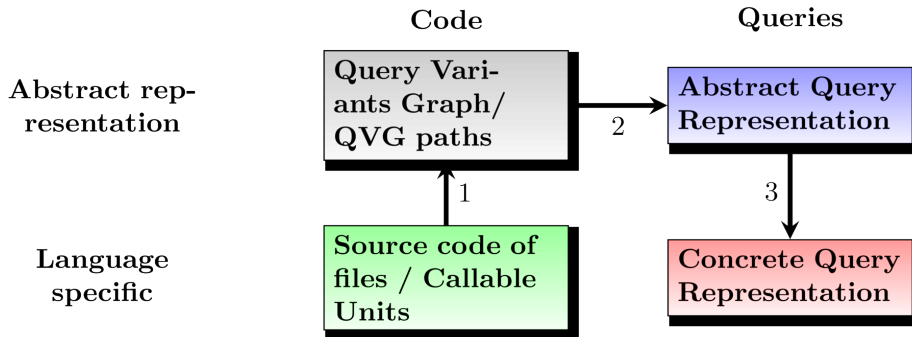 Code
Queries
Abstract rep-
resentation
Query Vari-
ants Graph/
QVG paths
2
Abstract Query
Representation
1
3
Language
specific
Source code of
files / Callable
Units
Concrete Query
Representation